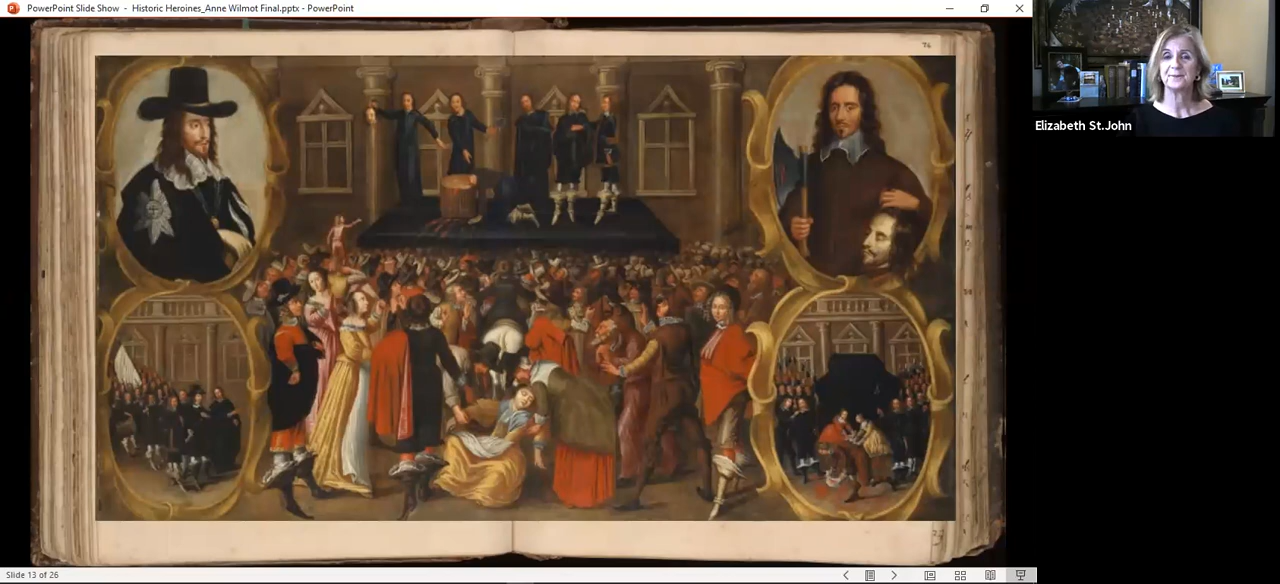 PowerPoint Slide Show - Historic Heroines_Anne Wilmot Final.pptx - PowerPoint
Elizabeth St.John
Slide 13 of 26